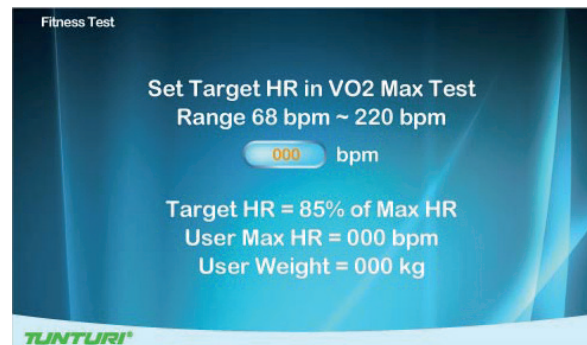 Fitness Test
Set Target HR in VO2 Max Test
Range 68 bpm ~ 220 bpm
000 bpm
Target HR = 85% of Max HR
User Max HR = 000 bpm
User Weight = 000 kg
TUNTURI®